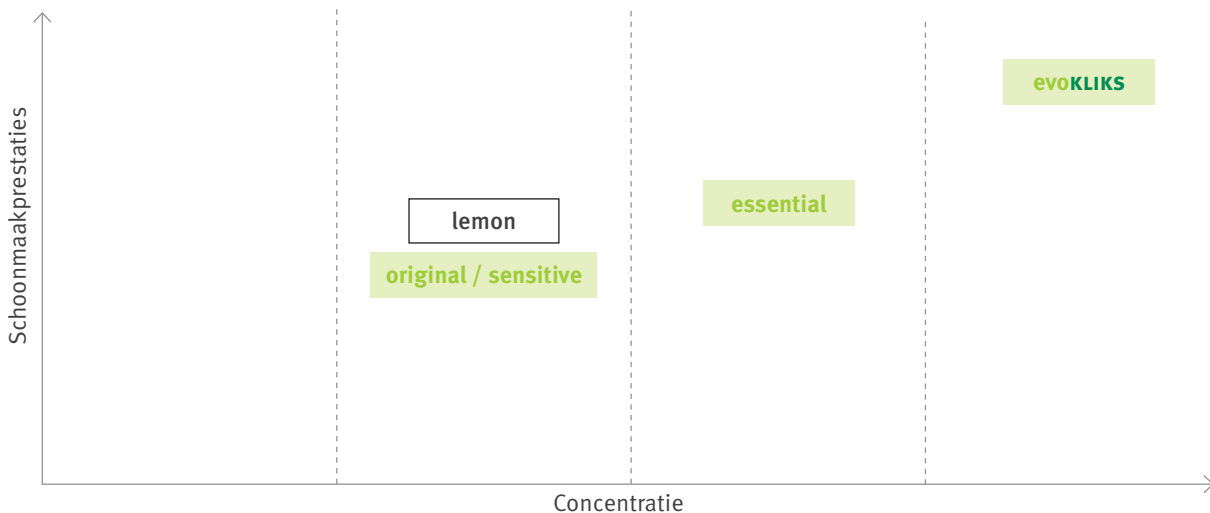 Schoonmaakprestaties
evoKLIKS
essential
lemon
original / sensitive
Concentratie